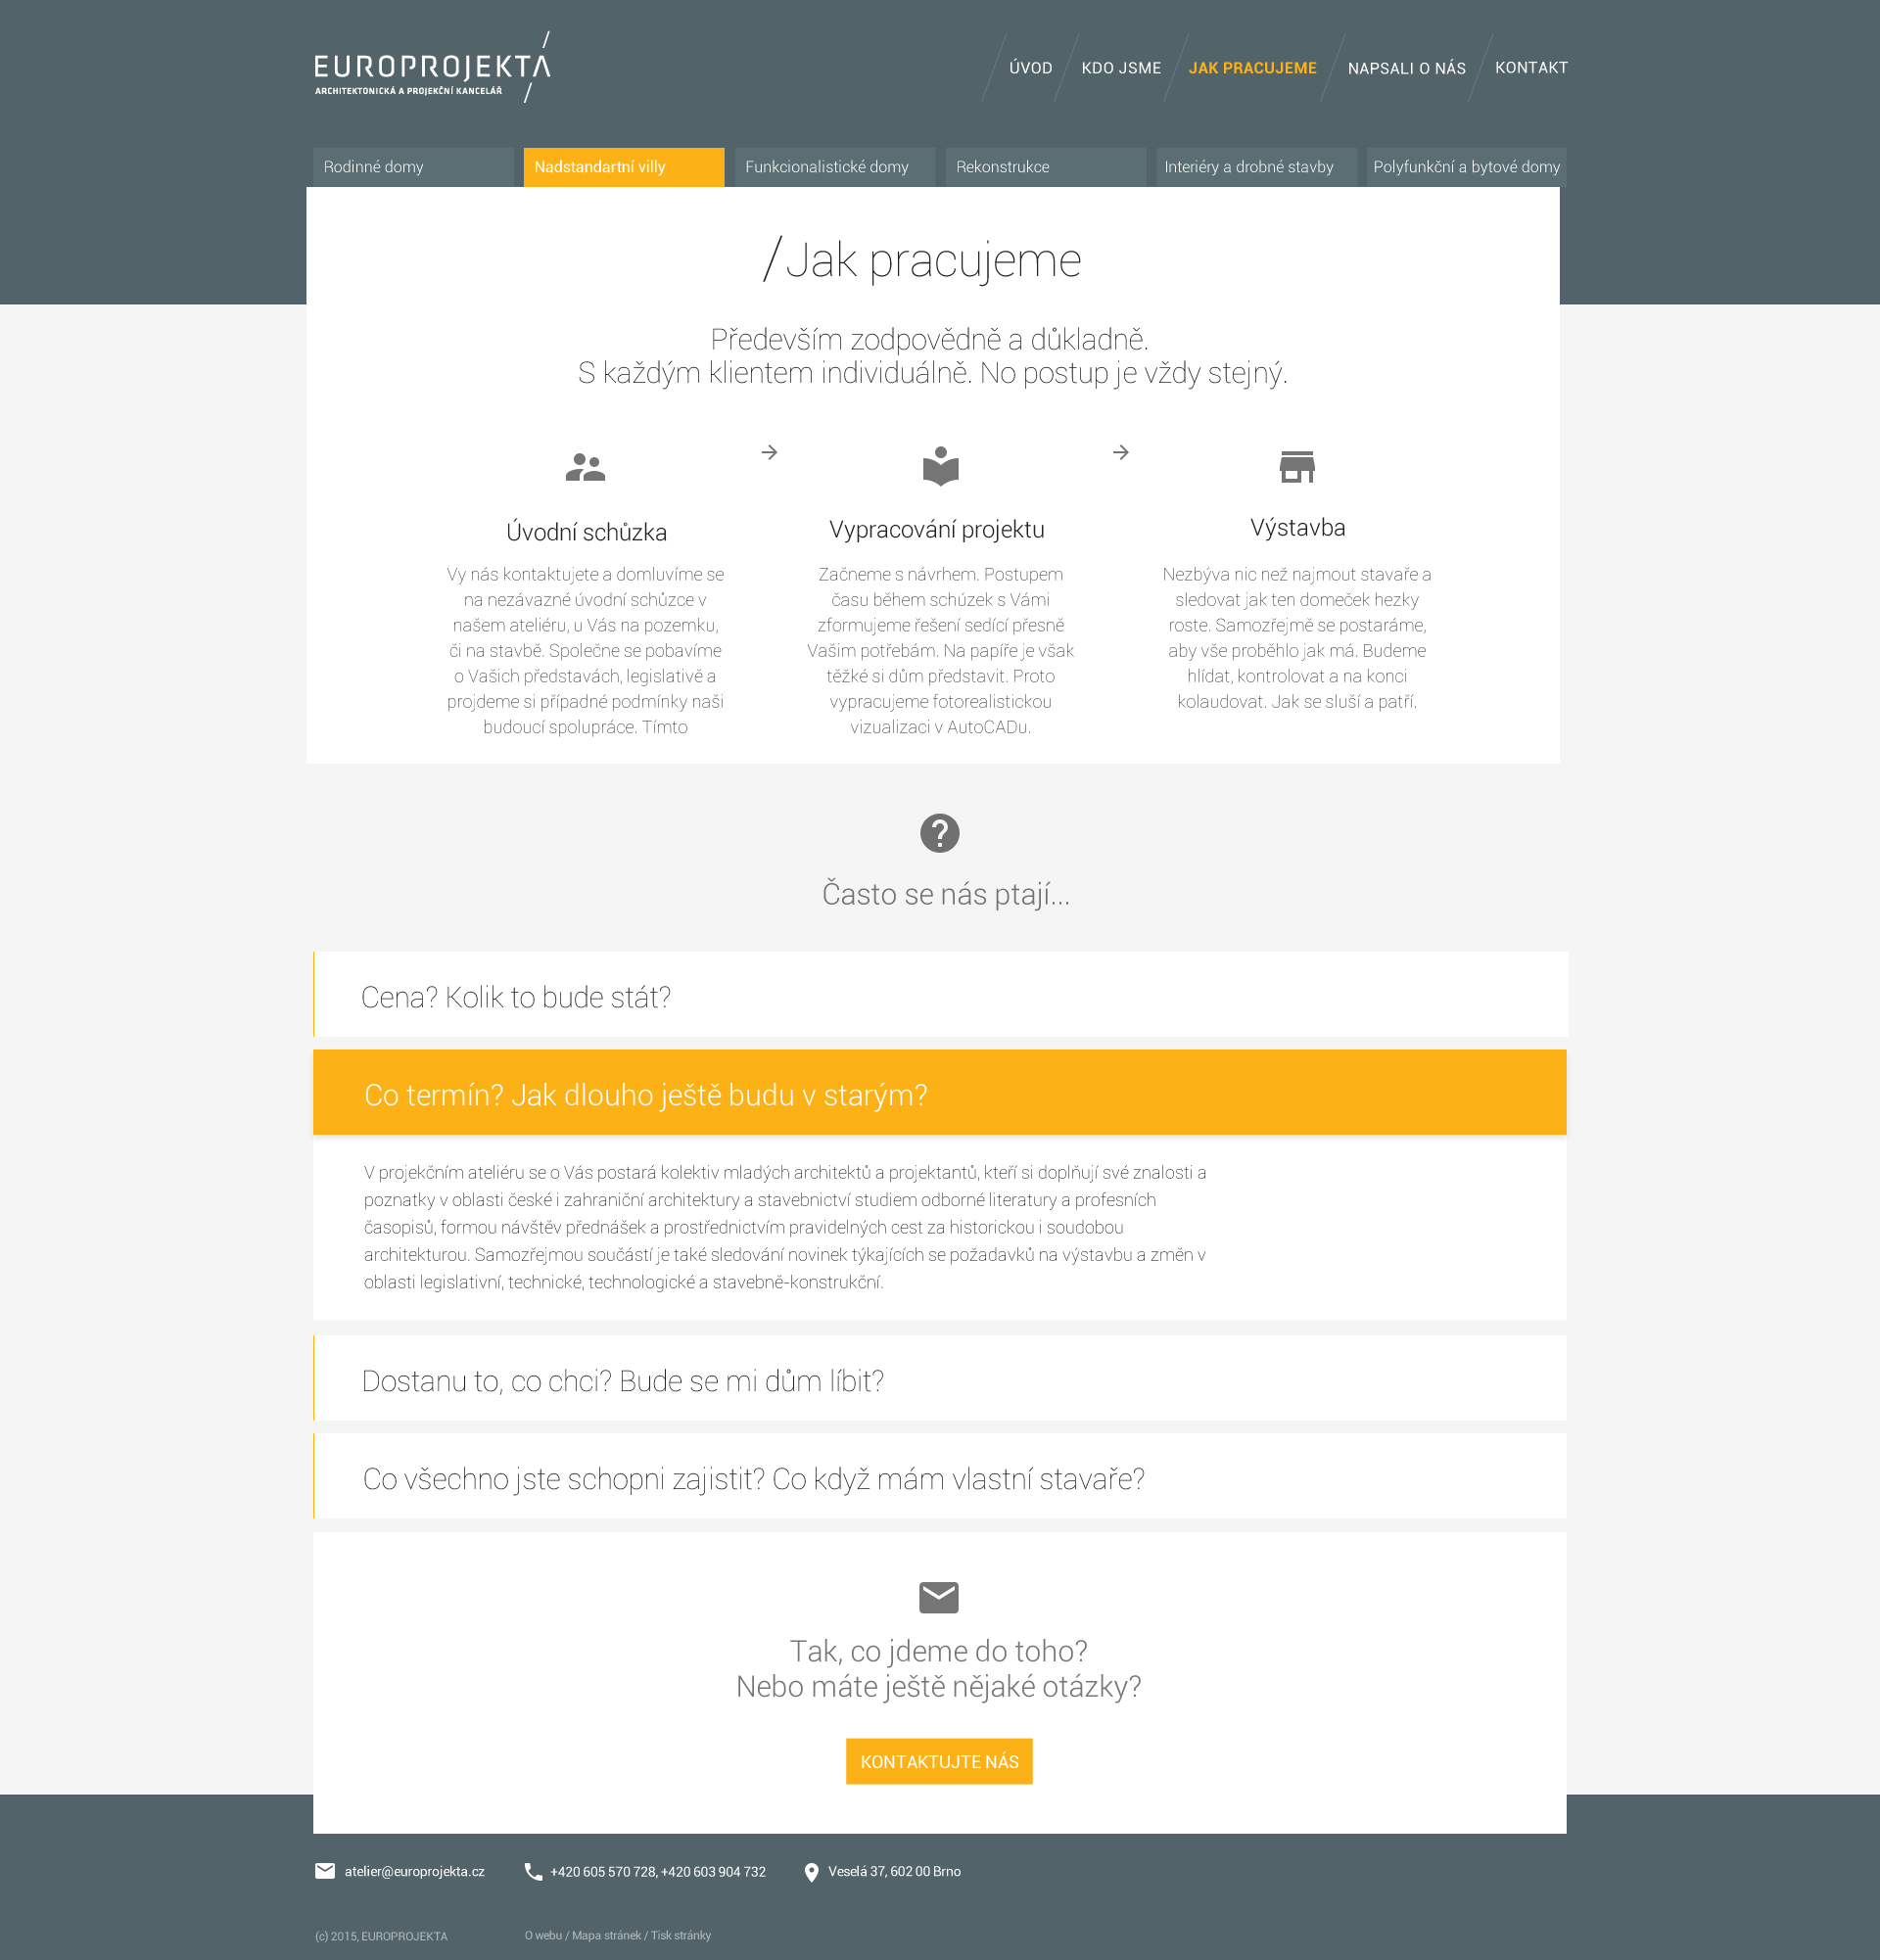 EUROPROJEKTA
ARCHITEKTONICKÁ A PROJEKČNÍ KANCELÁŘ
ÚVOD
KDO JSME
JAK PRACUJEME
NAPSALI O NÁS
KONTAKT
Rodinné domy
Nadstandartní villy
Funkcionalistické domy
Rekonstrukce
Interiéry a drobné stavby
Polyfunkční a bytové domy
/Jak pracujeme
Především zodpovědně a důkladně.
S každým klientem individuálně. No postup je vždy stejný.
Úvodní schůzka
Vy nás kontaktujete a domluvíme se
na nezávazné úvodní schůzce v
našem ateliéru, u Vás na pozemku,
či na stavbě. Společne se pobavíme
o Vašich představách, legislativě a
projdeme si případné podmínky naši
budoucí spolupráce. Tímto
Vypracování projektu
Začneme s návrhem. Postupem
času během schúzek s Vámi
zformujeme řešení sedící přesně
Vašim potřebám. Na papíře je však
těžké si dům představit. Proto
vypracujeme fotorealistickou
vizualizaci v AutoCADu.
Výstavba
Nezbýva nic než najmout stavaře a
sledovat jak ten domeček hezky
roste. Samozřejmě se postaráme,
aby vše proběhlo jak má. Budeme
hlídat, kontrolovat a na konci
kolaudovat. Jak se sluší a patří.
Často se nás ptají...
Cena? Kolik to bude stát?
Co termín? Jak dlouho ještě budu v starým?
V projekčním ateliéru se o Vás postará kolektiv mladých architektů a projektantů, kteří si doplňují své znalosti a
poznatky v oblasti české i zahraniční architektury a stavebnictví studiem odborné literatury a profesních
časopisů, formou návštěv přednášek a prostřednictvím pravidelných cest za historickou i soudobou
architekturou. Samozřejmou součástí je také sledování novinek týkajících se požadavků na výstavbu a změn v
oblasti legislativní, technické, technologické a stavebně-konstrukční.
Dostanu to, co chci? Bude se mi dům líbit?
Co všechno jste schopni zajistit? Co když mám vlastní stavaře?
Tak, co jdeme do toho?
Nebo máte ještě nějaké otázky?
KONTAKTUJTE NÁS
atelier@europrojekta.cz
+420 605 570 728, +420 603 904 732
Veselá 37, 602 00 Brno
(c) 2015, EUROPROJEKTA
O webu / Mapa stránek / Tisk stránky